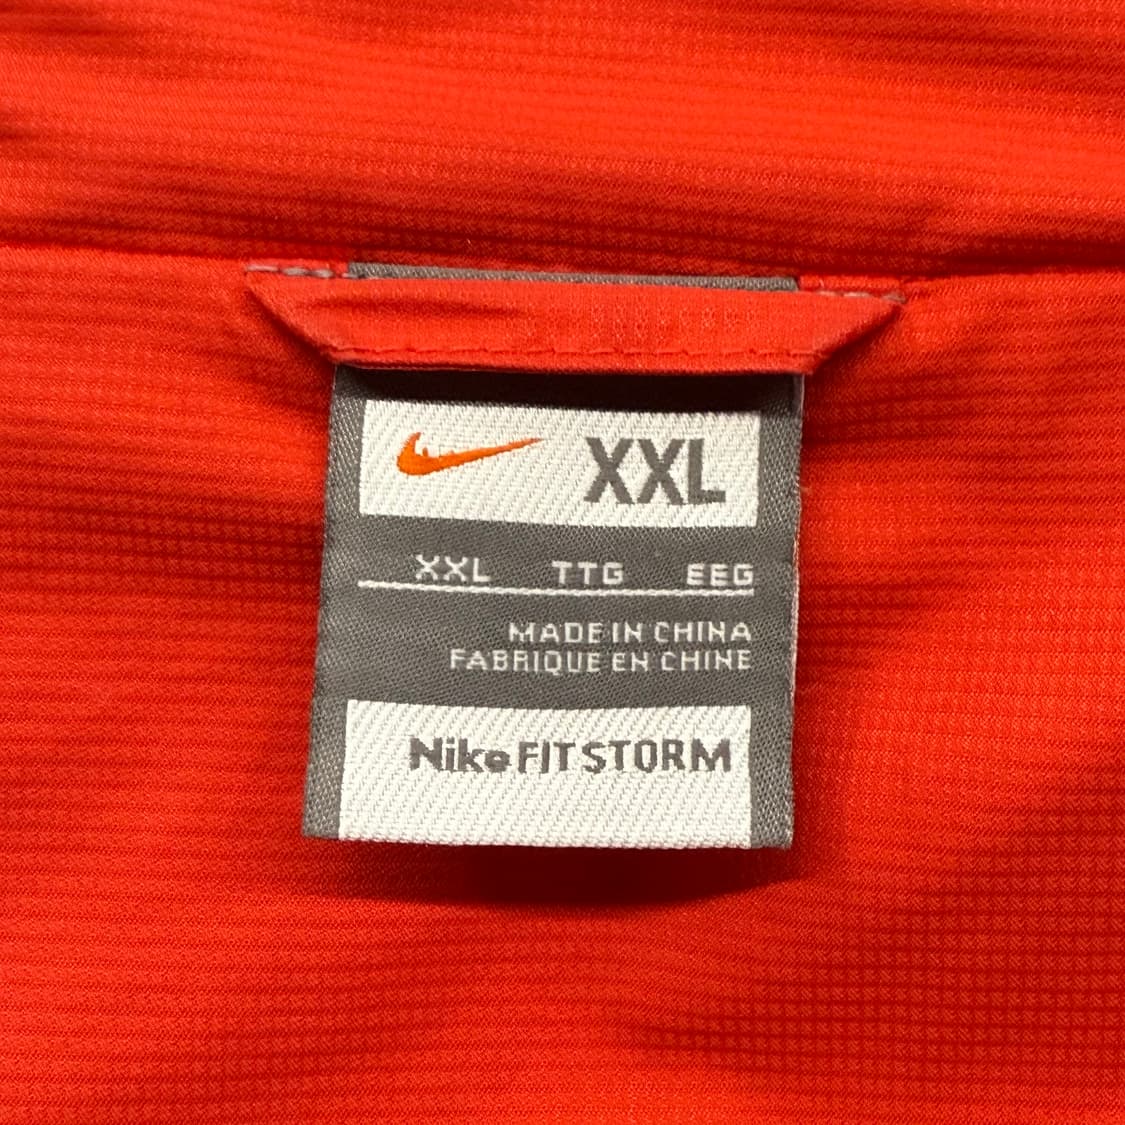 XXL
XXL TTG EEG
MADE IN CHINA
FABRIQUE EN CHINE
Nike FIT STORM